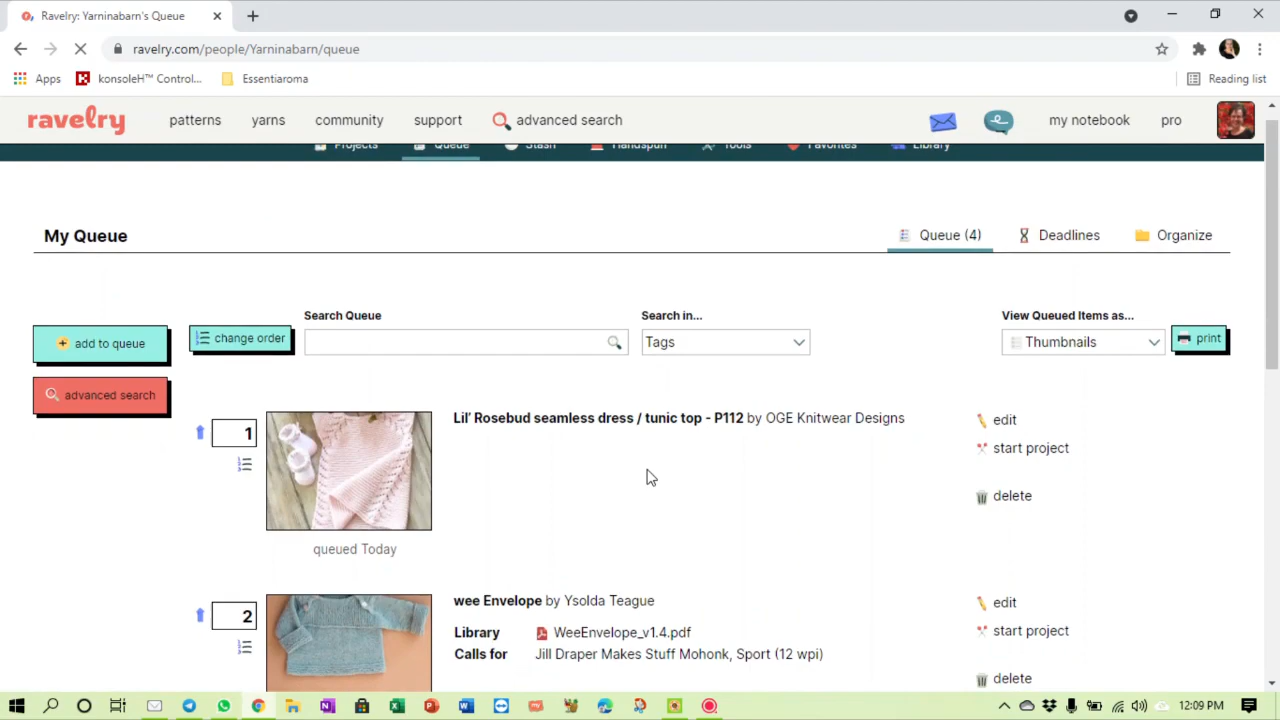 Ravelry: Yarninabarn's Queue
ravelry.com/people/Yarninabarn/queue
Apps
konsoleH™ Control...
Essentiaroma
Reading list
ravelry
patterns
yarns
community
support
advanced search
my notebook
pro
Projects
Queue
Stash
Handspun
Tools
Favorites
Library
My Queue
Queue (4)
Deadlines
Organize
add to queue
advanced search
change order
Search Queue
Search in...
Tags
View Queued Items as...
Thumbnails
print
1
Lil' Rosebud seamless dress / tunic top - P112 by OGE Knitwear Designs
edit
start project
delete
queued Today
2
wee Envelope by Ysolda Teague
Library WeeEnvelope_v1.4.pdf
Calls for Jill Draper Makes Stuff Mohonk, Sport (12 wpi)
edit
start project
delete
12:09 PM